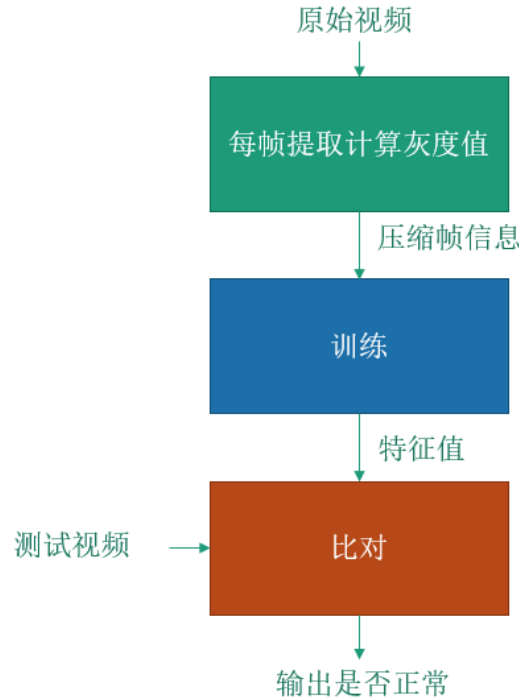 原始视频
每帧提取计算灰度值
压缩帧信息
训练
特征值
测试视频
比对
输出是否正常